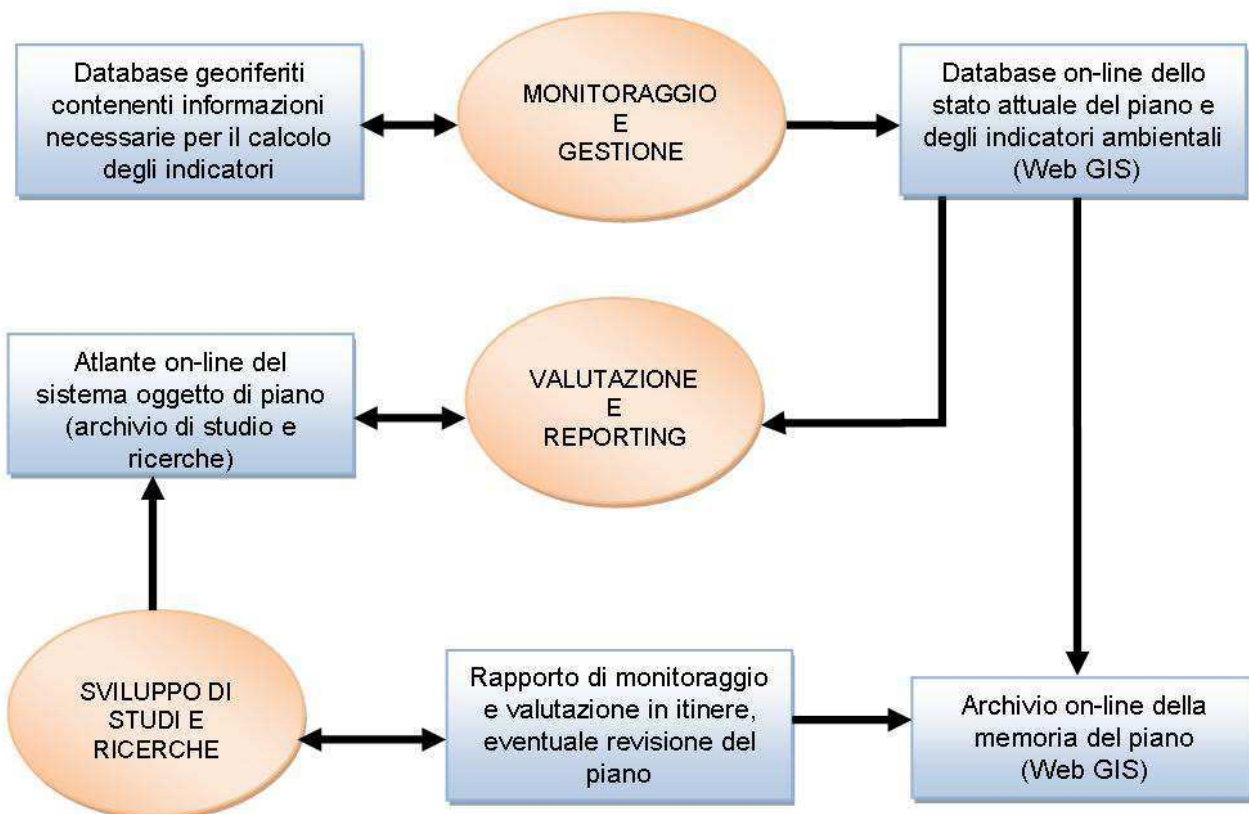 Database georiferiti
contenenti informazioni
necessarie per il calcolo
degli indicatori
MONITORAGGIO
E
GESTIONE
Database on-line dello
stato attuale del piano e
degli indicatori ambientali
(Web GIS)
Atlante on-line del
sistema oggetto di piano
(archivio di studio e
ricerche)
VALUTAZIONE
E
REPORTING
SVILUPPO DI
STUDI E
RICERCHE
Rapporto di monitoraggio
e valutazione in itinere,
eventuale revisione del
piano
Archivio on-line della
memoria del piano
(Web GIS)